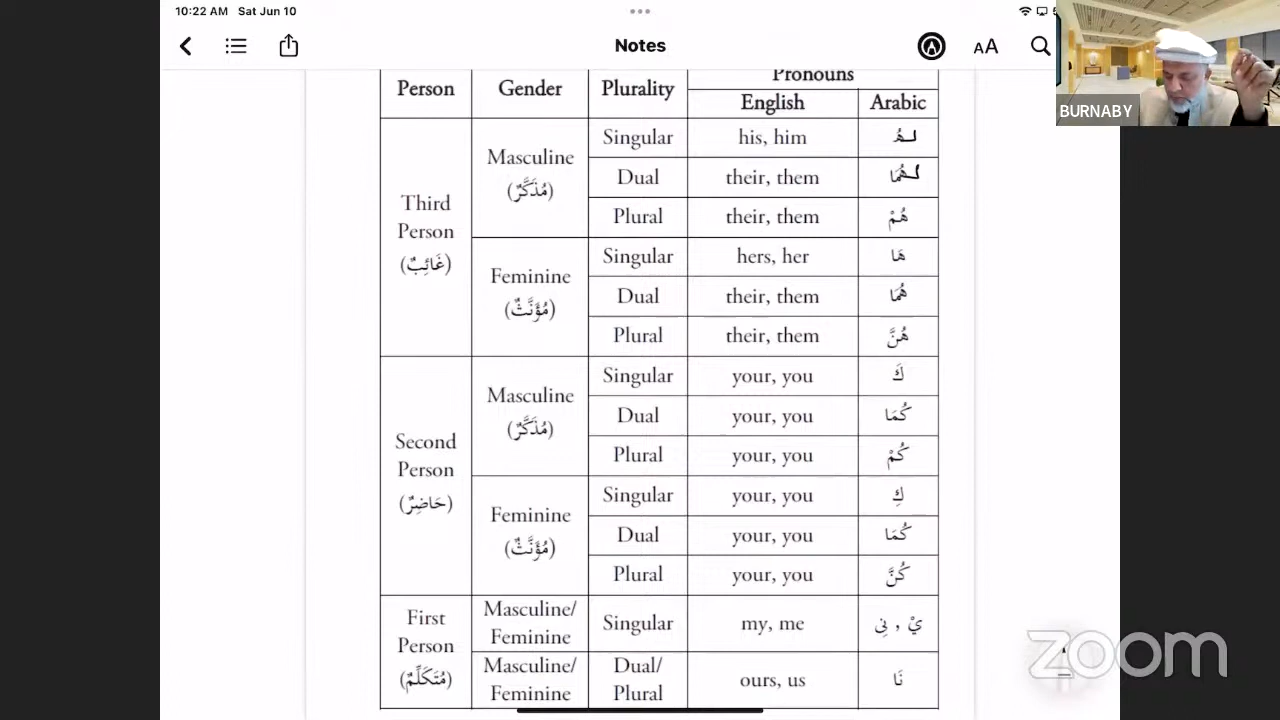 10:22 AM Sat Jun 10
Notes
AA
BURNABY
Person Gender Plurality Pronouns
English Arabic
Third Person (غَائِبٌ) Masculine (مُذَكَّرٌ) Singular his, him لـهُ
Dual their, them لـهُمَا
Plural their, them هُمْ
Feminine (مُؤَنَّثٌ) Singular hers, her هَا
Dual their, them هُمَا
Plural their, them هُنَّ
Second Person (حَاضِرٌ) Masculine (مُذَكَّرٌ) Singular your, you كَ
Dual your, you كُمَا
Plural your, you كُمْ
Feminine (مُؤَنَّثٌ) Singular your, you كِ
Dual your, you كُمَا
Plural your, you كُنَّ
First Person (مُتَكَلِّمٌ) Masculine/ Feminine Singular my, me يْ , نِى
Masculine/ Feminine Dual/ Plural ours, us نَا
zoom